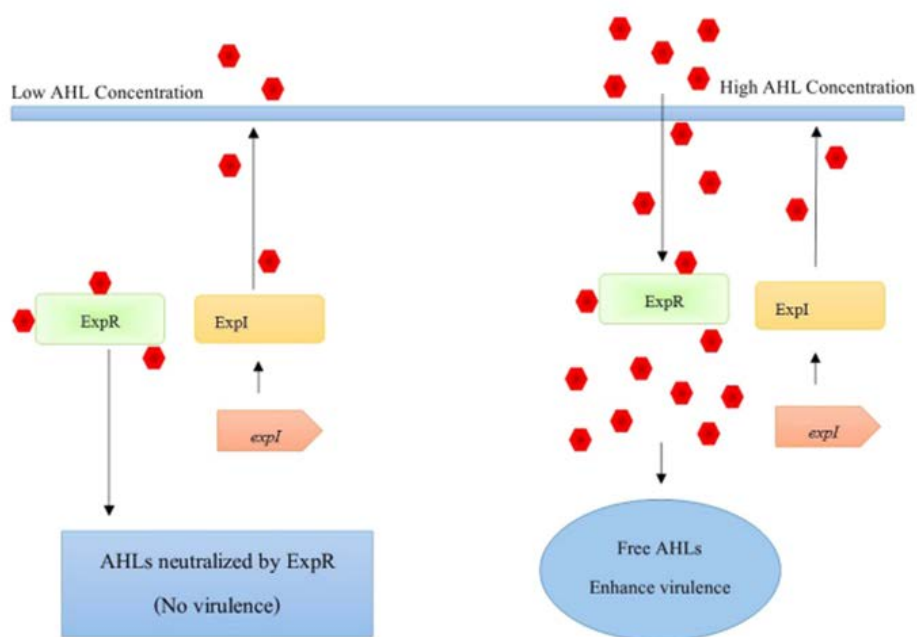 Low AHL Concentration
High AHL Concentration
ExpR
ExpI
ExpR
ExpI
expI
expI
AHLs neutralized by ExpR
(No virulence)
Free AHLs
Enhance virulence